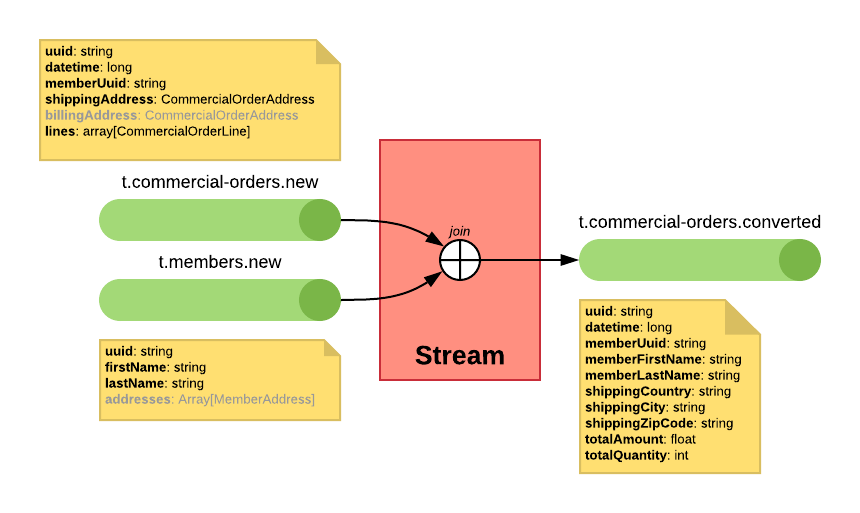 uuid: string
datetime: long
memberUuid: string
shippingAddress: CommercialOrderAddress
billingAddress: CommercialOrderAddress
lines: array[CommercialOrderLine]
t.commercial-orders.new
t.members.new
uuid: string
firstName: string
lastName: string
addresses: Array[MemberAddress]
join
Stream
t.commercial-orders.converted
uuid: string
datetime: long
memberUuid: string
memberFirstName: string
memberLastName: string
shippingCountry: string
shippingCity: string
shippingZipCode: string
totalAmount: float
totalQuantity: int